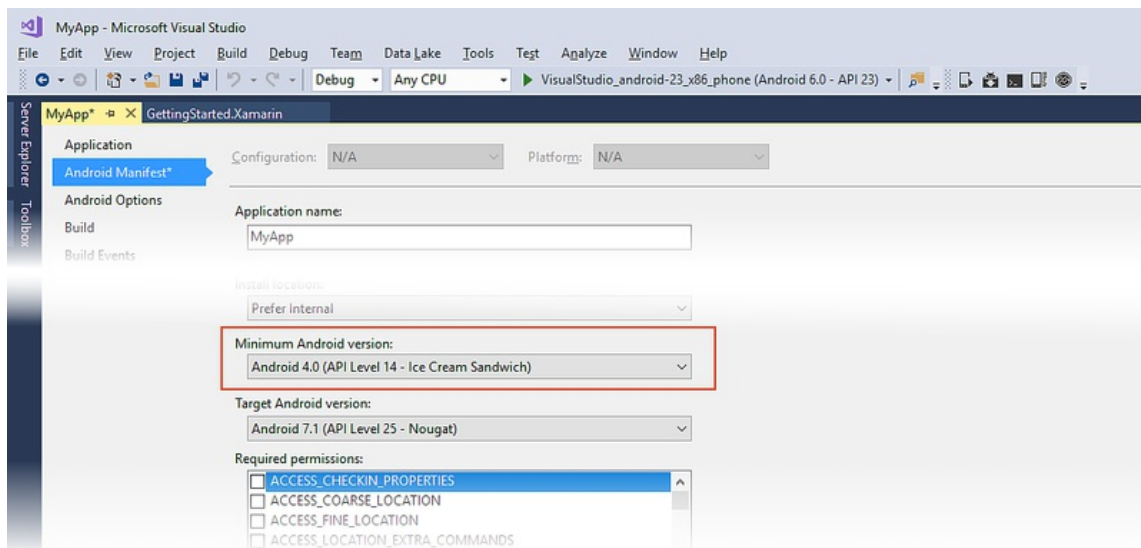 MyApp - Microsoft Visual Studio
File Edit View Project Build Debug Team Data Lake Tools Test Analyze Window Help
Debug Any CPU VisualStudio_android-23_x86_phone (Android 6.0 - API 23)
Server Explorer
Toolbox
MyApp* GettingStarted.Xamarin
Application
Android Manifest*
Android Options
Build
Build Events
Configuration: N/A Platform: N/A
Application name:
MyApp
Install location:
Prefer Internal
Minimum Android version:
Android 4.0 (API Level 14 - Ice Cream Sandwich)
Target Android version:
Android 7.1 (API Level 25 - Nougat)
Required permissions:
ACCESS_CHECKIN_PROPERTIES
ACCESS_COARSE_LOCATION
ACCESS_FINE_LOCATION
ACCESS_LOCATION_EXTRA_COMMANDS